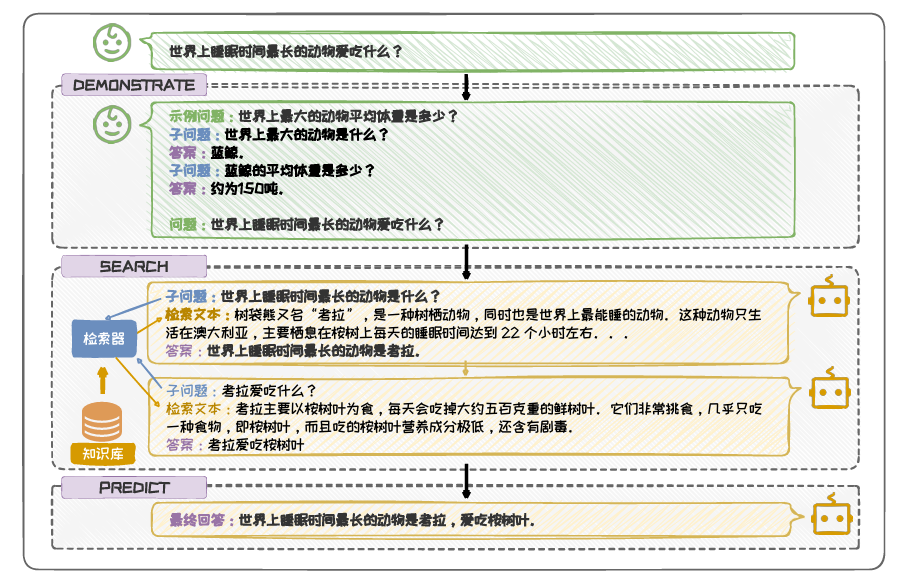 世界上睡眠时间最长的动物爱吃什么？
DEMONSTRATE
示例问题：世界上最大的动物平均体重是多少？
子问题：世界上最大的动物是什么？
答案：蓝鲸。
子问题：蓝鲸的平均体重是多少？
答案：约为150吨。
问题：世界上睡眠时间最长的动物爱吃什么？
SEARCH
子问题：世界上睡眠时间最长的动物是什么？
检索文本：树袋熊又名“考拉”，是一种树栖动物，同时也是世界上最能睡的动物. 这种动物只生
活在澳大利亚，主要栖息在桉树上每天的睡眠时间达到 22 个小时左右. . .
答案：世界上睡眠时间最长的动物是考拉.
检索器
子问题：考拉爱吃什么？
检索文本：考拉主要以桉树叶为食，每天会吃掉大约五百克重的鲜树叶. 它们非常挑食，几乎只吃
一种食物，即桉树叶，而且吃的桉树叶营养成分极低，还含有剧毒.
答案：考拉爱吃桉树叶
知识库
PREDICT
最终回答：世界上睡眠时间最长的动物是考拉，爱吃桉树叶.